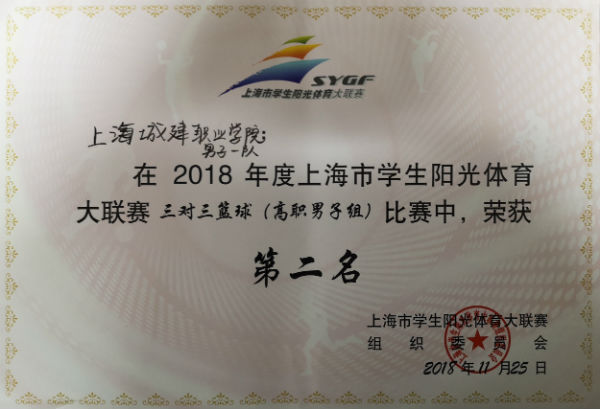 SYGF
上海市学生阳光体育大联赛
上海城建职业学院:
男子一队
在 2018 年度上海市学生阳光体育
大联赛 三对三篮球（高职男子组）比赛中，荣获
第二名
上海市学生阳光体育大联赛
组织委员会
2018 年 11 月 25 日